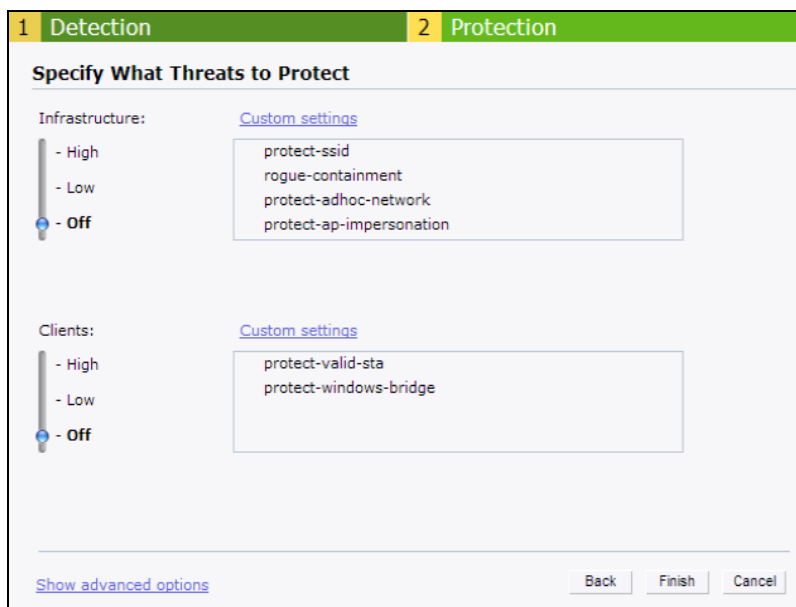 1 Detection 2 Protection
Specify What Threats to Protect
Infrastructure: Custom settings
- High
- Low
- Off
protect-ssid
rogue-containment
protect-adhoc-network
protect-ap-impersonation
Clients: Custom settings
- High
- Low
- Off
protect-valid-sta
protect-windows-bridge
Show advanced options Back Finish Cancel